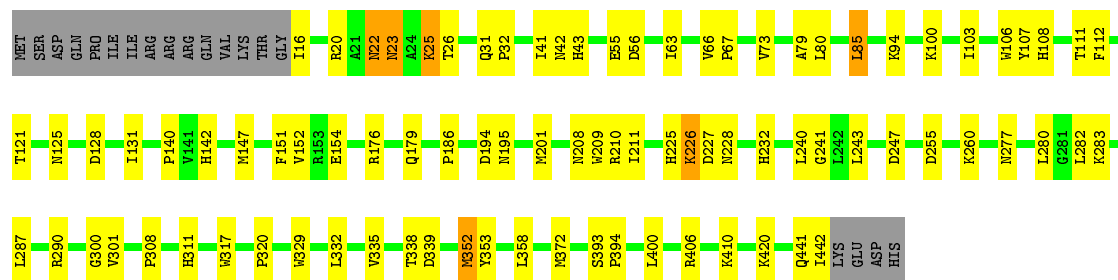 MET SER ASP GLN PRO ILE ILE ARG ARG ARG GLN VAL LYS THR GLY I16 R20 A21 N22 N23 A24 K25 T26 Q31 P32 I41 N42 H43 E55 D56 I63 V66 P67 V73 A79 L80 L85 K94 K100 I103 W106 Y107 H108 T111 F112
T121 N125 D128 I131 P140 V141 H142 M147 F151 V152 R153 E154 R176 Q179 P186 D194 N195 M201 N208 W209 R210 I211 H225 K226 D227 N228 H232 L240 G241 L242 L243 D247 D255 K260 N277 L280 G281 L282 K283
L287 R290 G300 V301 P308 H311 W317 P320 W329 L332 V335 T338 D339 M352 Y353 L358 M372 S393 P394 L400 R406 K410 K420 Q441 I442 LYS GLU ASP HIS